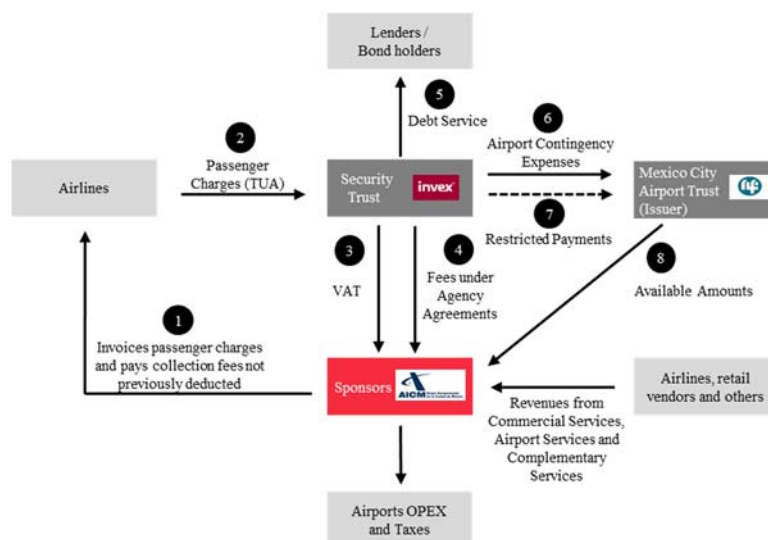 Lenders /
Bond holders
5
Debt Service
6
Airport Contingency
Expenses
2
Passenger
Charges (TUA)
Airlines
Security
Trust
invex
Mexico City
Airport Trust
(Issuer)
nf
7
Restricted Payments
3
VAT
4
Fees under
Agency
Agreements
8
Available Amounts
1
Invoices passenger charges
and pays collection fees not
previously deducted
Sponsors
AICM
Airlines, retail
vendors and others
Revenues from
Commercial Services,
Airport Services and
Complementary
Services
Airports OPEX
and Taxes